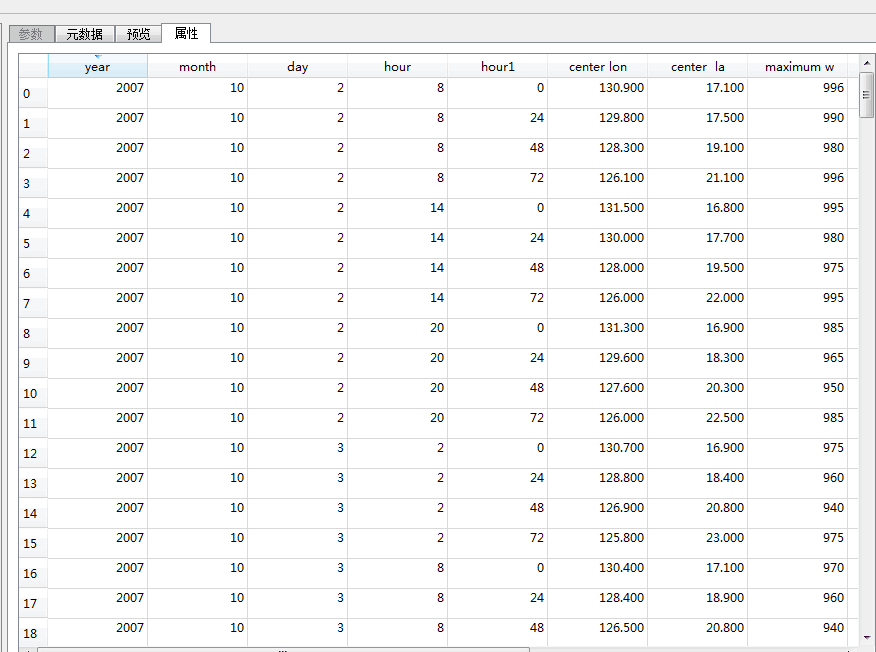 参数 元数据 预览 属性
year month day hour hour1 center lon center la maximum w
0 2007 10 2 8 0 130.900 17.100 996
1 2007 10 2 8 24 129.800 17.500 990
2 2007 10 2 8 48 128.300 19.100 980
3 2007 10 2 8 72 126.100 21.100 996
4 2007 10 2 14 0 131.500 16.800 995
5 2007 10 2 14 24 130.000 17.700 980
6 2007 10 2 14 48 128.000 19.500 975
7 2007 10 2 14 72 126.000 22.000 995
8 2007 10 2 20 0 131.300 16.900 985
9 2007 10 2 20 24 129.600 18.300 965
10 2007 10 2 20 48 127.600 20.300 950
11 2007 10 2 20 72 126.000 22.500 985
12 2007 10 3 2 0 130.700 16.900 975
13 2007 10 3 2 24 128.800 18.400 960
14 2007 10 3 2 48 126.900 20.800 940
15 2007 10 3 2 72 125.800 23.000 975
16 2007 10 3 8 0 130.400 17.100 970
17 2007 10 3 8 24 128.400 18.900 960
18 2007 10 3 8 48 126.500 20.800 940